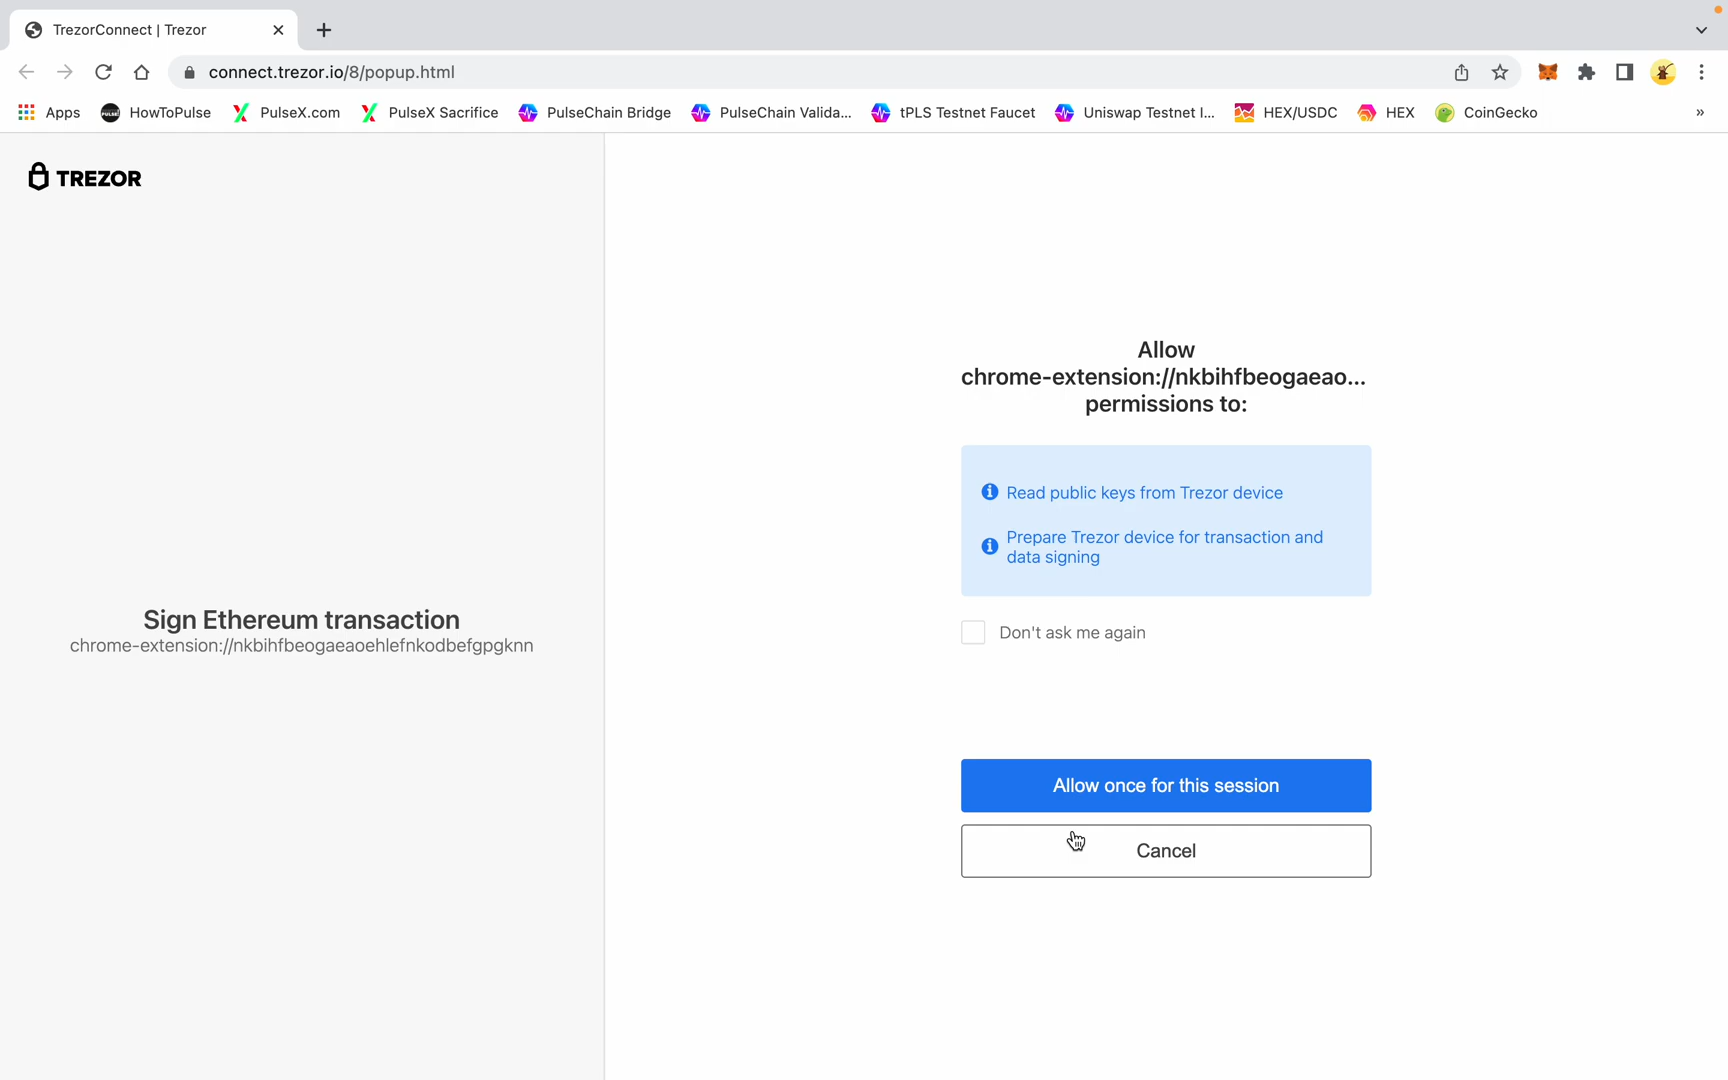 TrezorConnect | Trezor
connect.trezor.io/8/popup.html
Apps
HowToPulse
PulseX.com
PulseX Sacrifice
PulseChain Bridge
PulseChain Valida...
tPLS Testnet Faucet
Uniswap Testnet I...
HEX/USDC
HEX
CoinGecko
»
TREZOR
Sign Ethereum transaction
chrome-extension://nkbihfbeogaeaoehlefnkodbefgpgknn
Allow
chrome-extension://nkbihfbeogaeao...
permissions to:
Read public keys from Trezor device
Prepare Trezor device for transaction and
data signing
Don't ask me again
Allow once for this session
Cancel